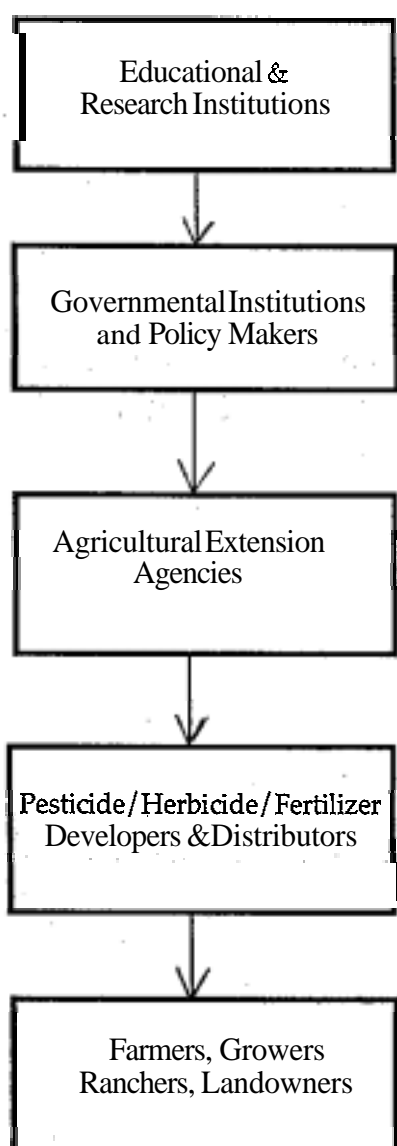 Educational &
Research Institutions
Governmental Institutions
and Policy Makers
Agricultural Extension
Agencies
Pesticide/Herbicide/Fertilizer
Developers & Distributors
Farmers, Growers
Ranchers, Landowners